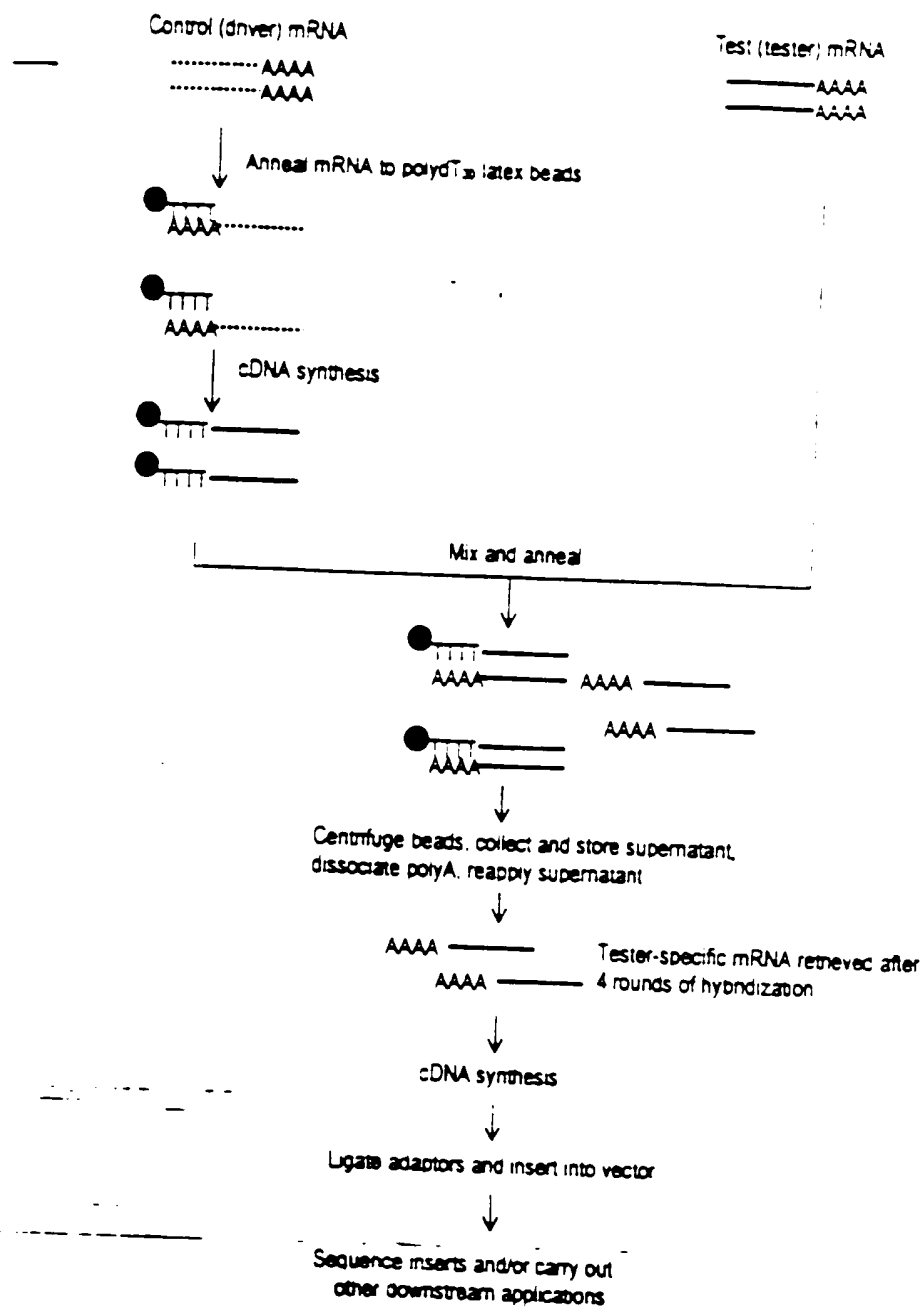 Control (driver) mRNA
Test (tester) mRNA
AAAA
AAAA
AAAA
AAAA
Anneal mRNA to polydT₃₀ latex beads
T T T T
AAAA
T T T T
AAAA
cDNA synthesis
T T T T
T T T T
Mix and anneal
T T T T
AAAA
AAAA
AAAA
T T T T
AAAA
Centrifuge beads, collect and store supernatant,
dissociate polyA, reapply supernatant
AAAA
AAAA
Tester-specific mRNA retrieved after
4 rounds of hybridization
cDNA synthesis
Ligate adaptors and insert into vector
Sequence inserts and/or carry out
other downstream applications